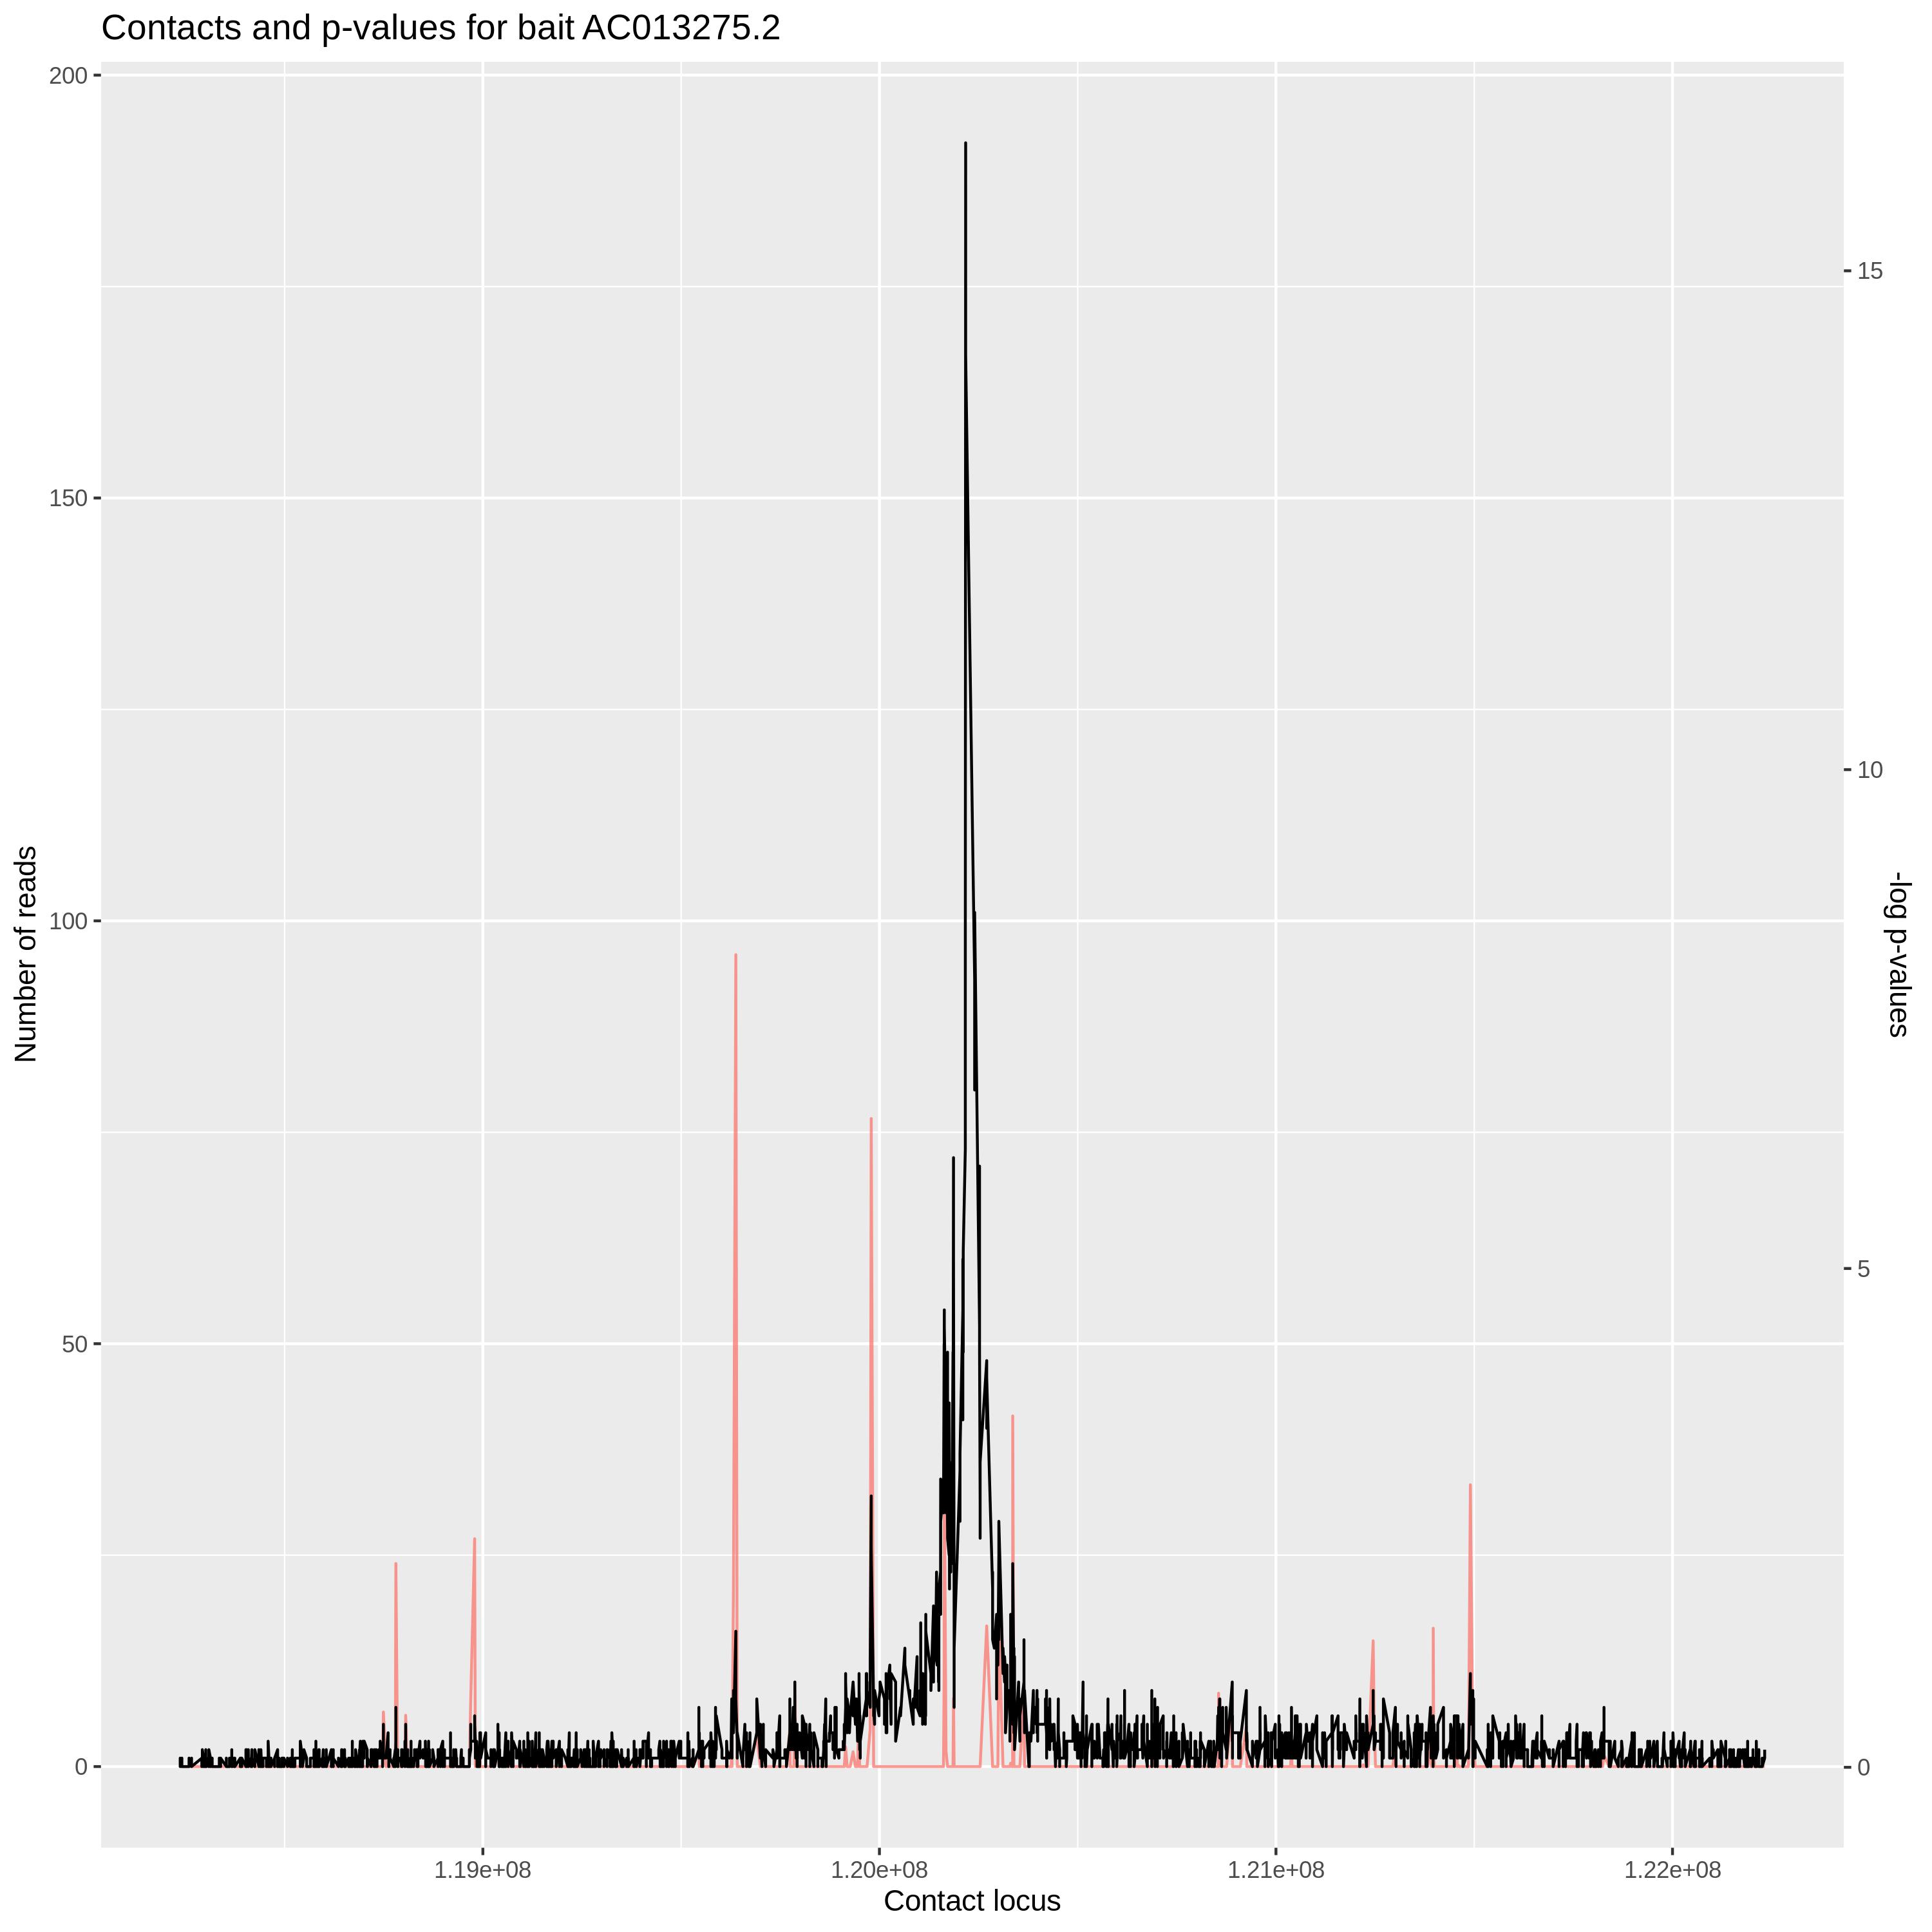 Contacts and p-values for bait AC013275.2
200
150
100
50
0
Number of reads
15
10
5
0
-log p-values
1.19e+08
1.20e+08
1.21e+08
1.22e+08
Contact locus